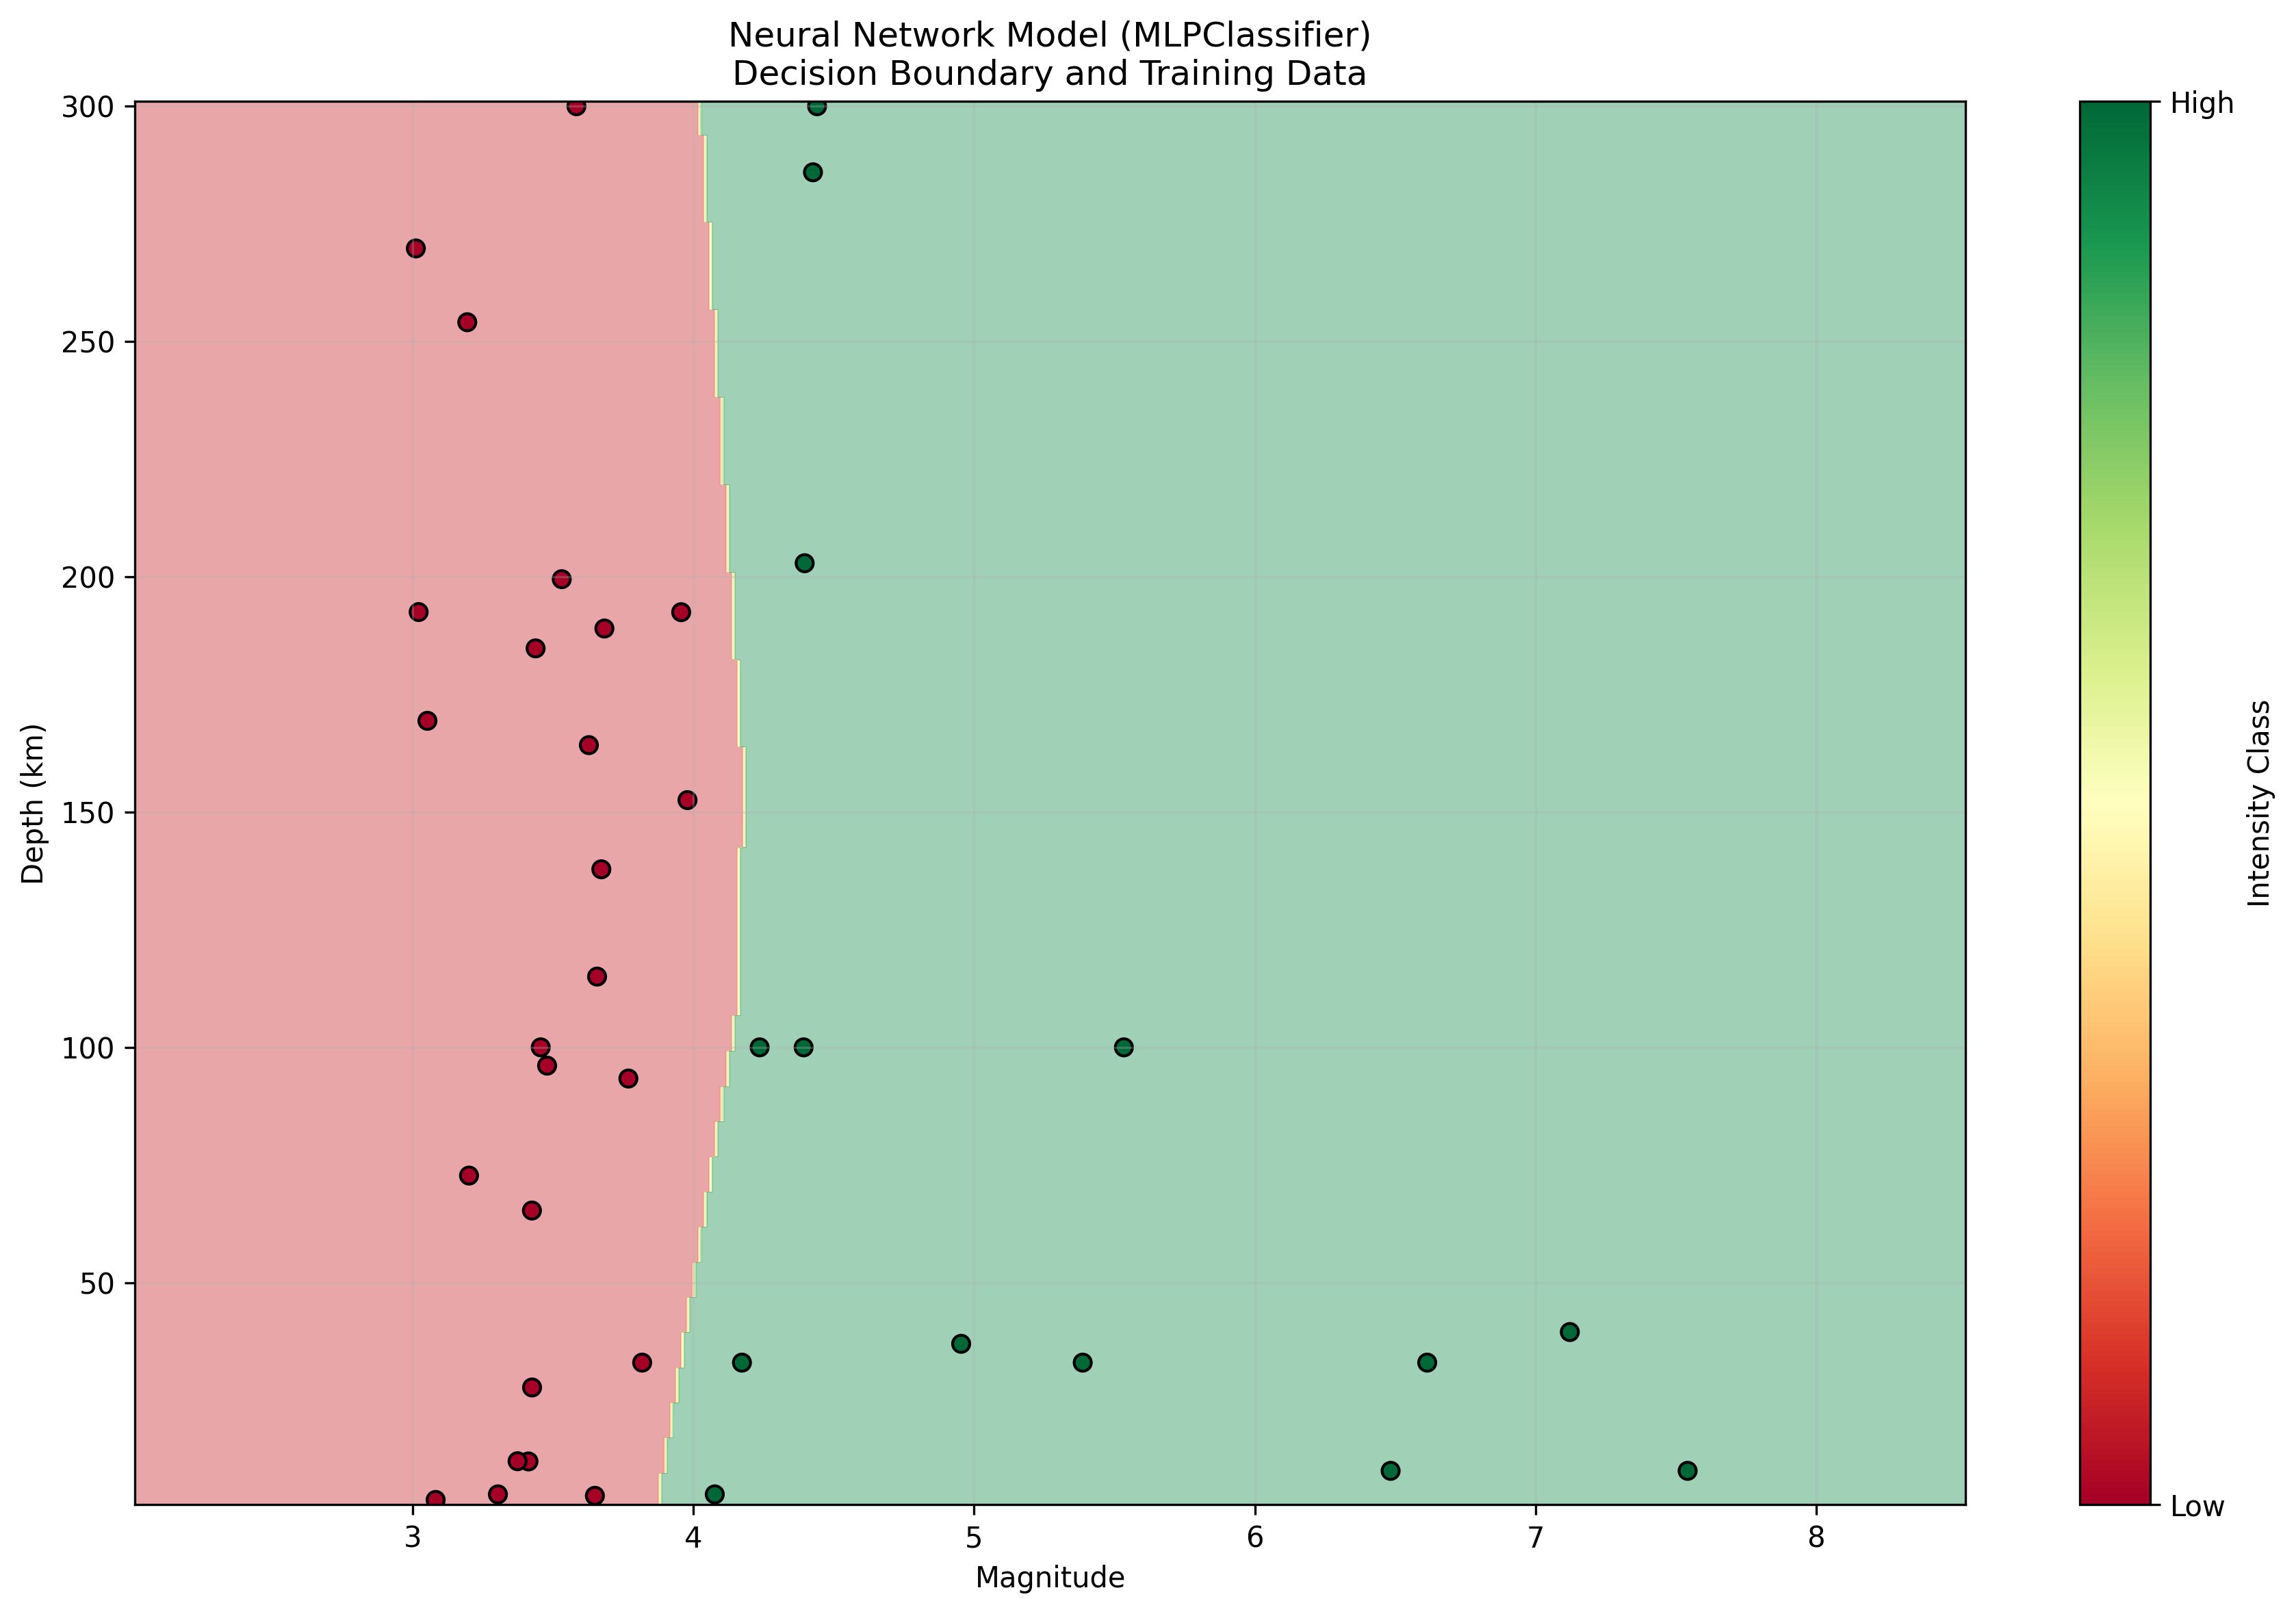 Neural Network Model (MLPClassifier)
Decision Boundary and Training Data
300
250
200
150
100
50
Depth (km)
3
4
5
6
7
8
Magnitude
High
Low
Intensity Class